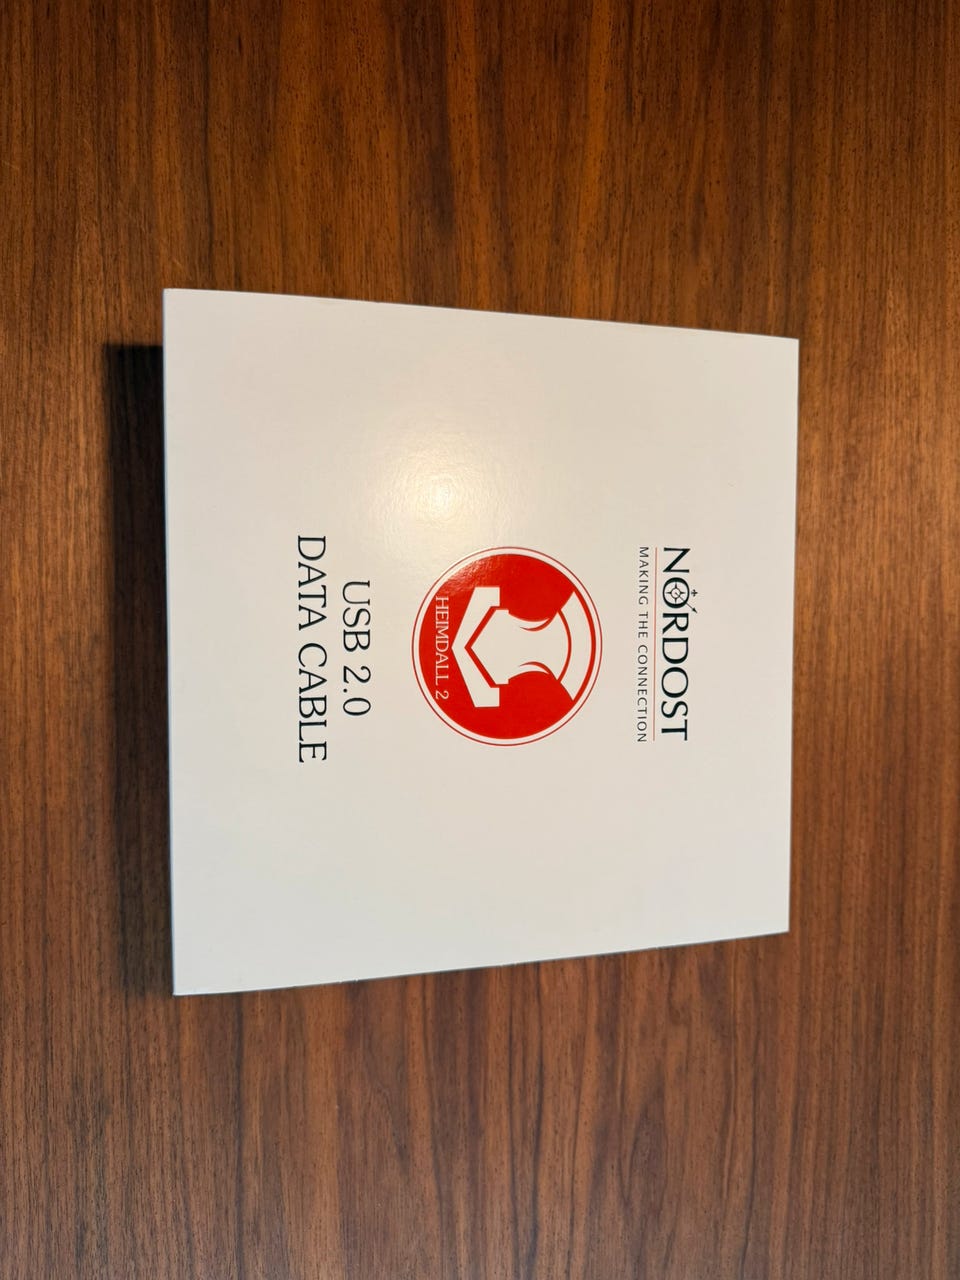 NORDOST
MAKING THE CONNECTION
HEIMDALL 2
USB 2.0
DATA CABLE